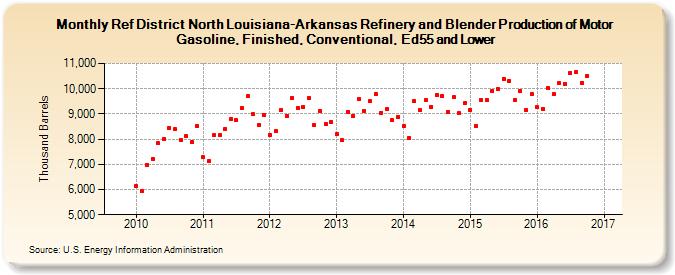 Monthly Ref District North Louisiana-Arkansas Refinery and Blender Production of Motor
Gasoline, Finished, Conventional, Ed55 and Lower
Thousand Barrels
11,000
10,000
9,000
8,000
7,000
6,000
5,000
2010 2011 2012 2013 2014 2015 2016 2017
Source: U.S. Energy Information Administration